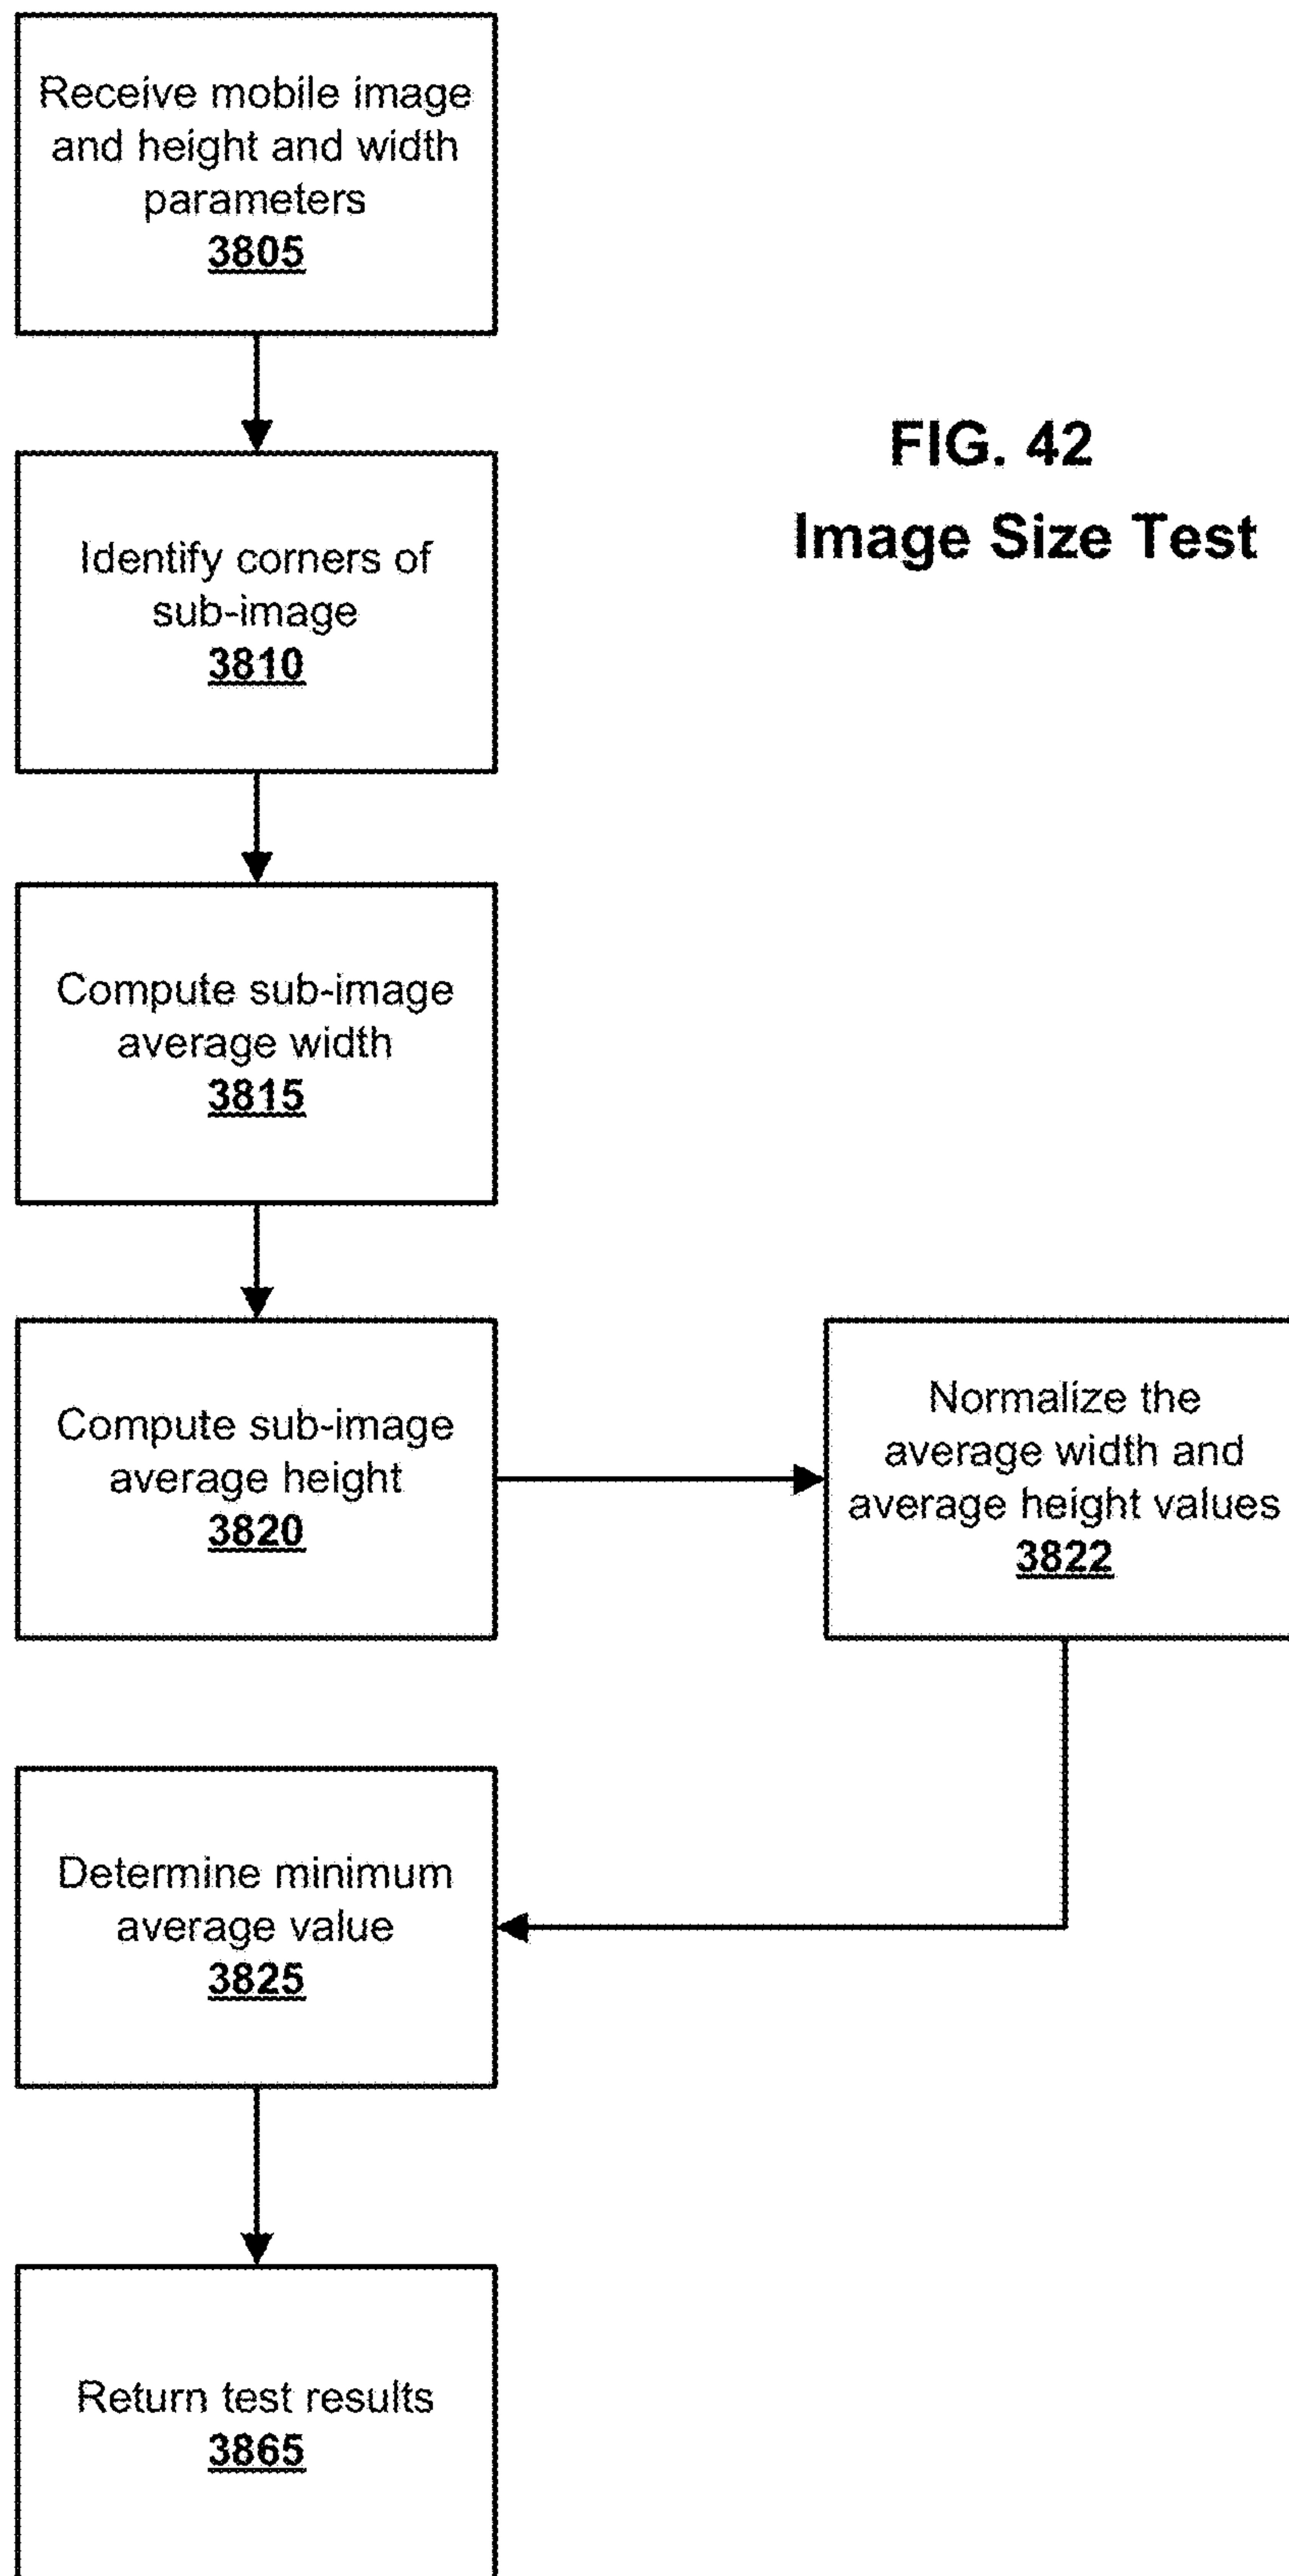 Receive mobile image
and height and width
parameters
3805
FIG. 42
Image Size Test
Identify corners of
sub-image
3810
Compute sub-image
average width
3815
Compute sub-image
average height
3820
Normalize the
average width and
average height values
3822
Determine minimum
average value
3825
Return test results
3865